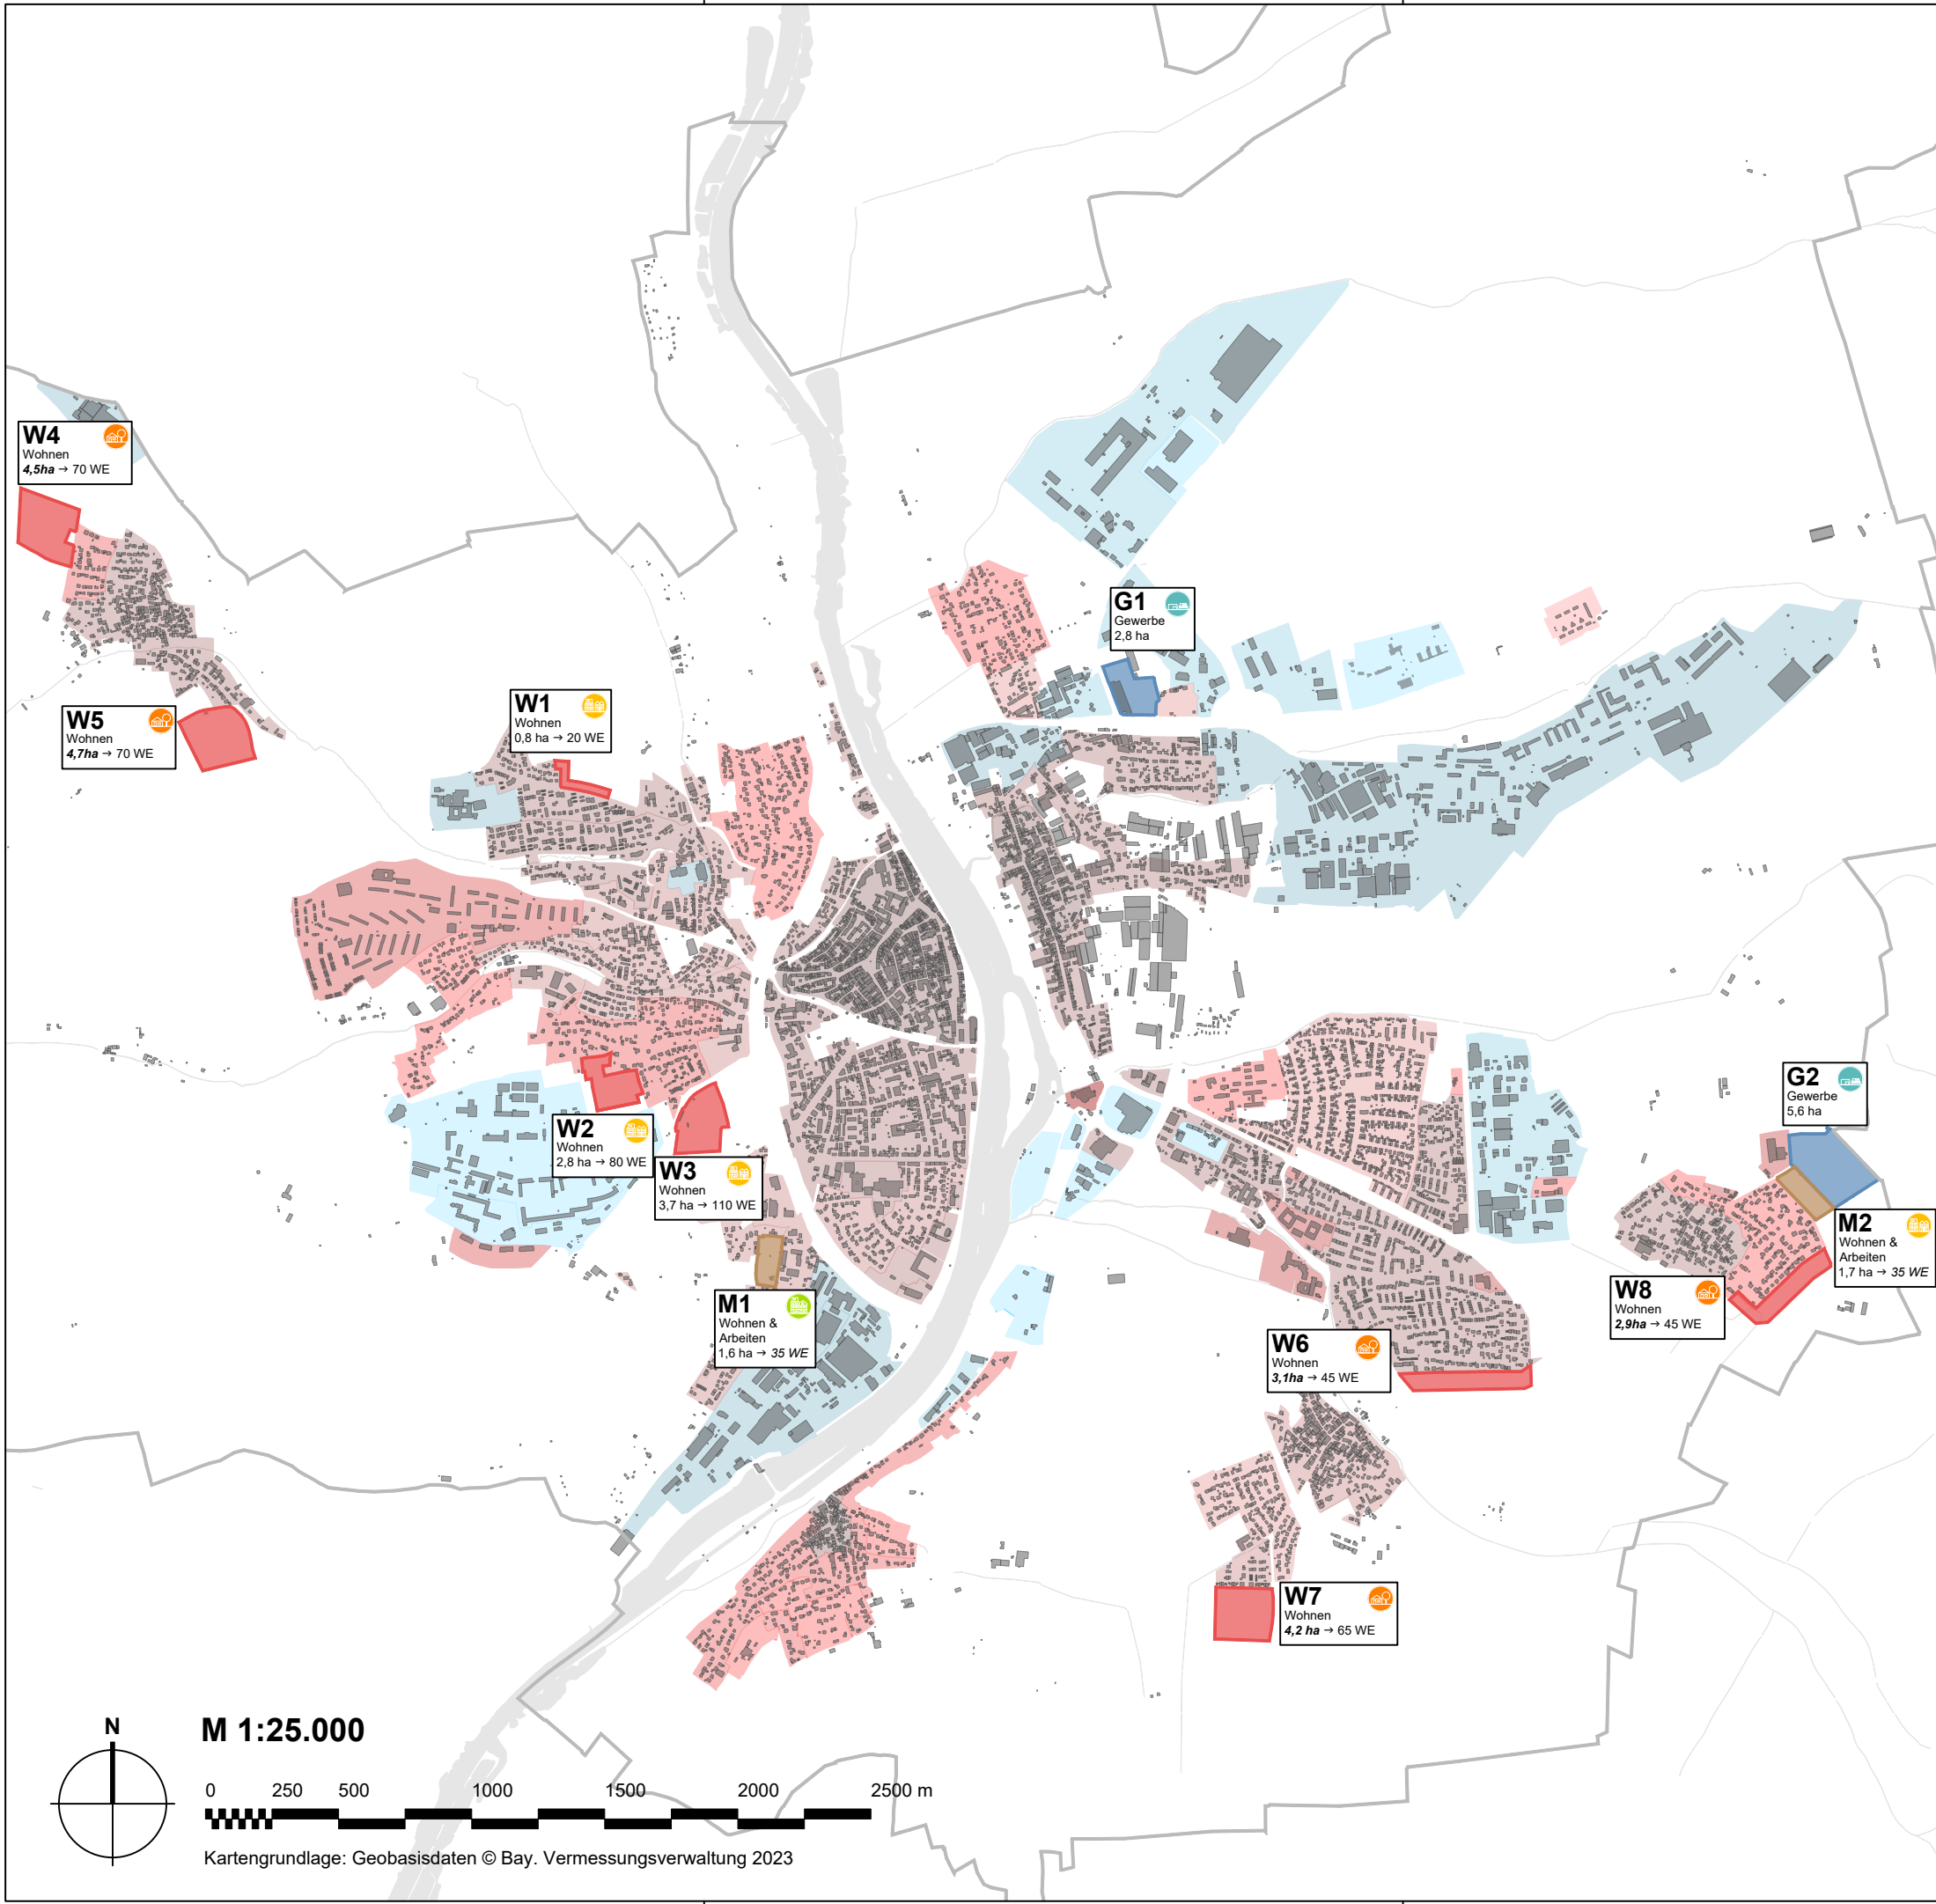 W4
Wohnen
4,5ha → 70 WE
G1
Gewerbe
2,8 ha
W5
Wohnen
4,7ha → 70 WE
W1
Wohnen
0,8 ha → 20 WE
G2
Gewerbe
5,6 ha
W2
Wohnen
2,8 ha → 80 WE
W3
Wohnen
3,7 ha → 110 WE
M2
Wohnen &
Arbeiten
1,7 ha → 35 WE
W8
Wohnen
2,9ha → 45 WE
M1
Wohnen &
Arbeiten
1,6 ha → 35 WE
W6
Wohnen
3,1ha → 45 WE
W7
Wohnen
4,2 ha → 65 WE
N
M 1:25.000
0 250 500 1000 1500 2000 2500 m
Kartengrundlage: Geobasisdaten © Bay. Vermessungsverwaltung 2023